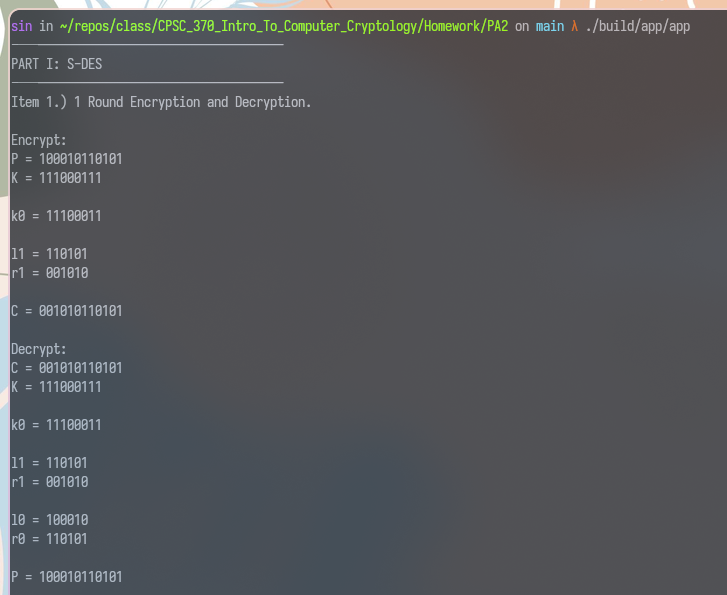 sin in ~/repos/class/CPSC_370_Intro_To_Computer_Cryptology/Homework/PA2 on main λ ./build/app/app
PART I: S-DES
Item 1.) 1 Round Encryption and Decryption.
Encrypt:
P = 100010110101
K = 111000111
k0 = 11100011
l1 = 110101
r1 = 001010
C = 001010110101
Decrypt:
C = 001010110101
K = 111000111
k0 = 11100011
l1 = 110101
r1 = 001010
l0 = 100010
r0 = 110101
P = 100010110101